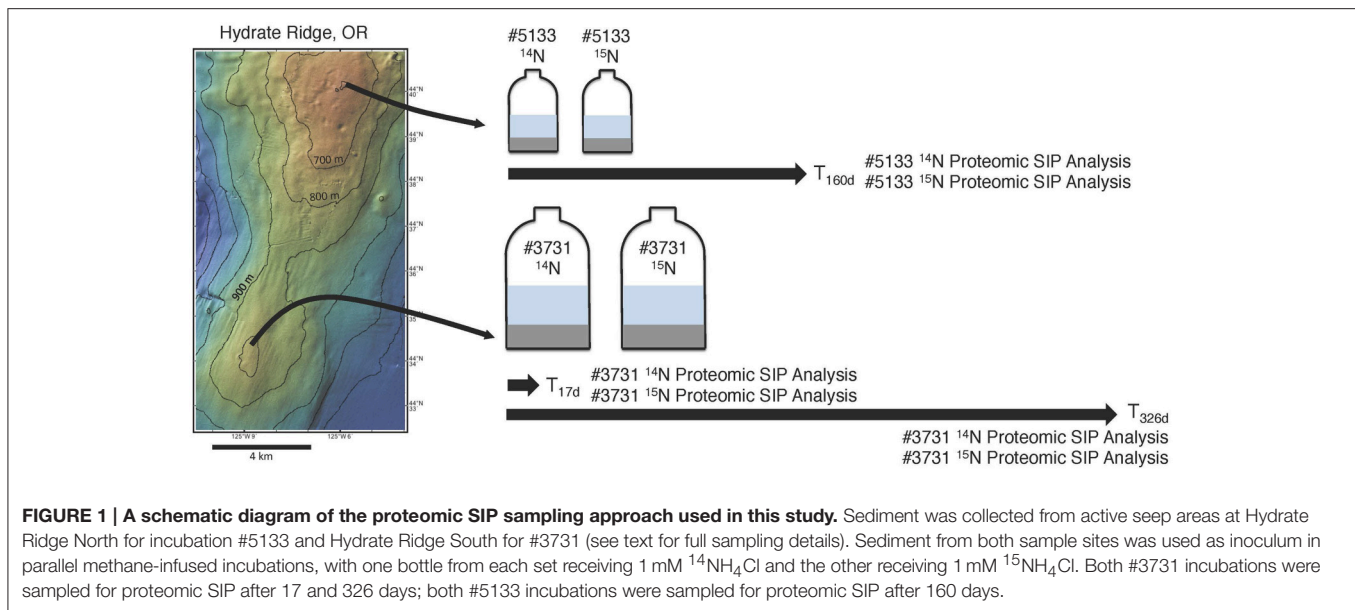 Hydrate Ridge, OR
#5133
¹⁴N
#5133
¹⁵N
44°N
40'
44°N
39'
44°N
38'
44°N
37'
44°N
36'
44°N
35'
44°N
34'
44°N
33'
700 m
800 m
900 m
125°W 9'
125°W 6'
4 km
T160d
#5133 ¹⁴N Proteomic SIP Analysis
#5133 ¹⁵N Proteomic SIP Analysis
#3731
¹⁴N
#3731
¹⁵N
T17d
#3731 ¹⁴N Proteomic SIP Analysis
#3731 ¹⁵N Proteomic SIP Analysis
T326d
#3731 ¹⁴N Proteomic SIP Analysis
#3731 ¹⁵N Proteomic SIP Analysis
FIGURE 1 | A schematic diagram of the proteomic SIP sampling approach used in this study. Sediment was collected from active seep areas at Hydrate
Ridge North for incubation #5133 and Hydrate Ridge South for #3731 (see text for full sampling details). Sediment from both sample sites was used as inoculum in
parallel methane-infused incubations, with one bottle from each set receiving 1 mM ¹⁴NH₄Cl and the other receiving 1 mM ¹⁵NH₄Cl. Both #3731 incubations were
sampled for proteomic SIP after 17 and 326 days; both #5133 incubations were sampled for proteomic SIP after 160 days.